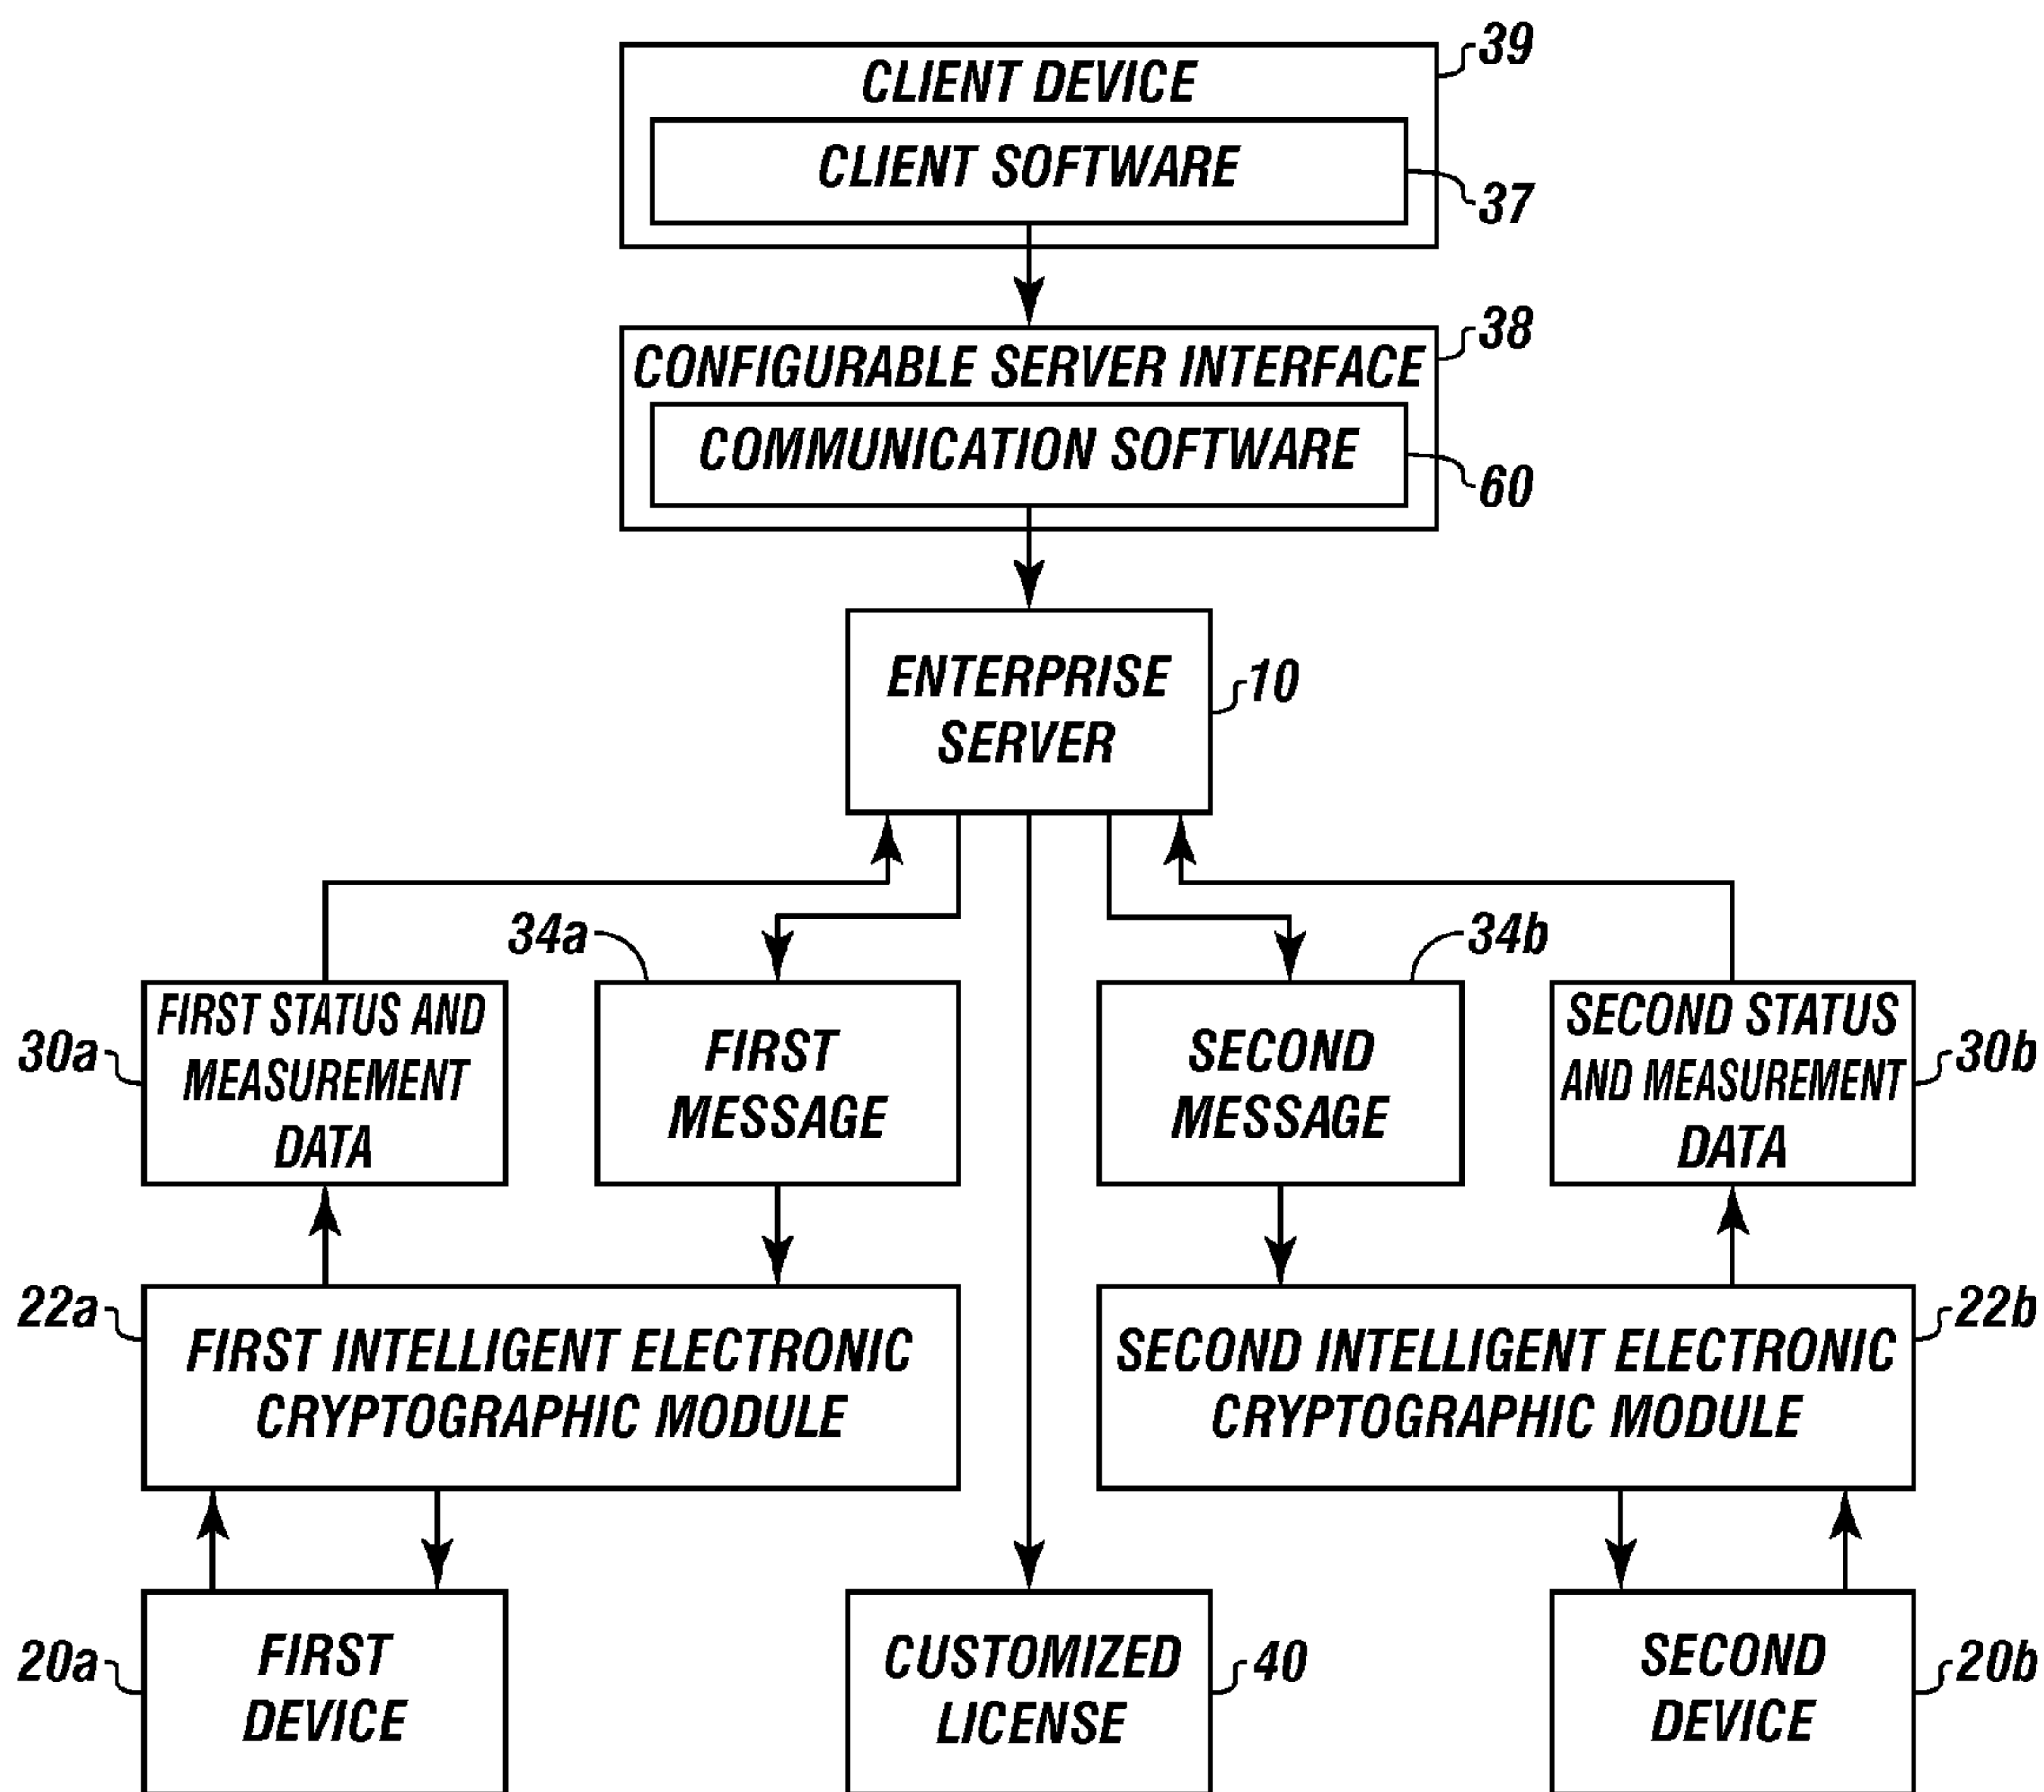 39
CLIENT DEVICE
CLIENT SOFTWARE
37
38
CONFIGURABLE SERVER INTERFACE
COMMUNICATION SOFTWARE
60
ENTERPRISE
SERVER
10
34a
34b
30a
FIRST STATUS AND
MEASUREMENT
DATA
FIRST
MESSAGE
SECOND
MESSAGE
SECOND STATUS
AND MEASUREMENT
DATA
30b
22a
FIRST INTELLIGENT ELECTRONIC
CRYPTOGRAPHIC MODULE
SECOND INTELLIGENT ELECTRONIC
CRYPTOGRAPHIC MODULE
22b
20a
FIRST
DEVICE
CUSTOMIZED
LICENSE
40
SECOND
DEVICE
20b